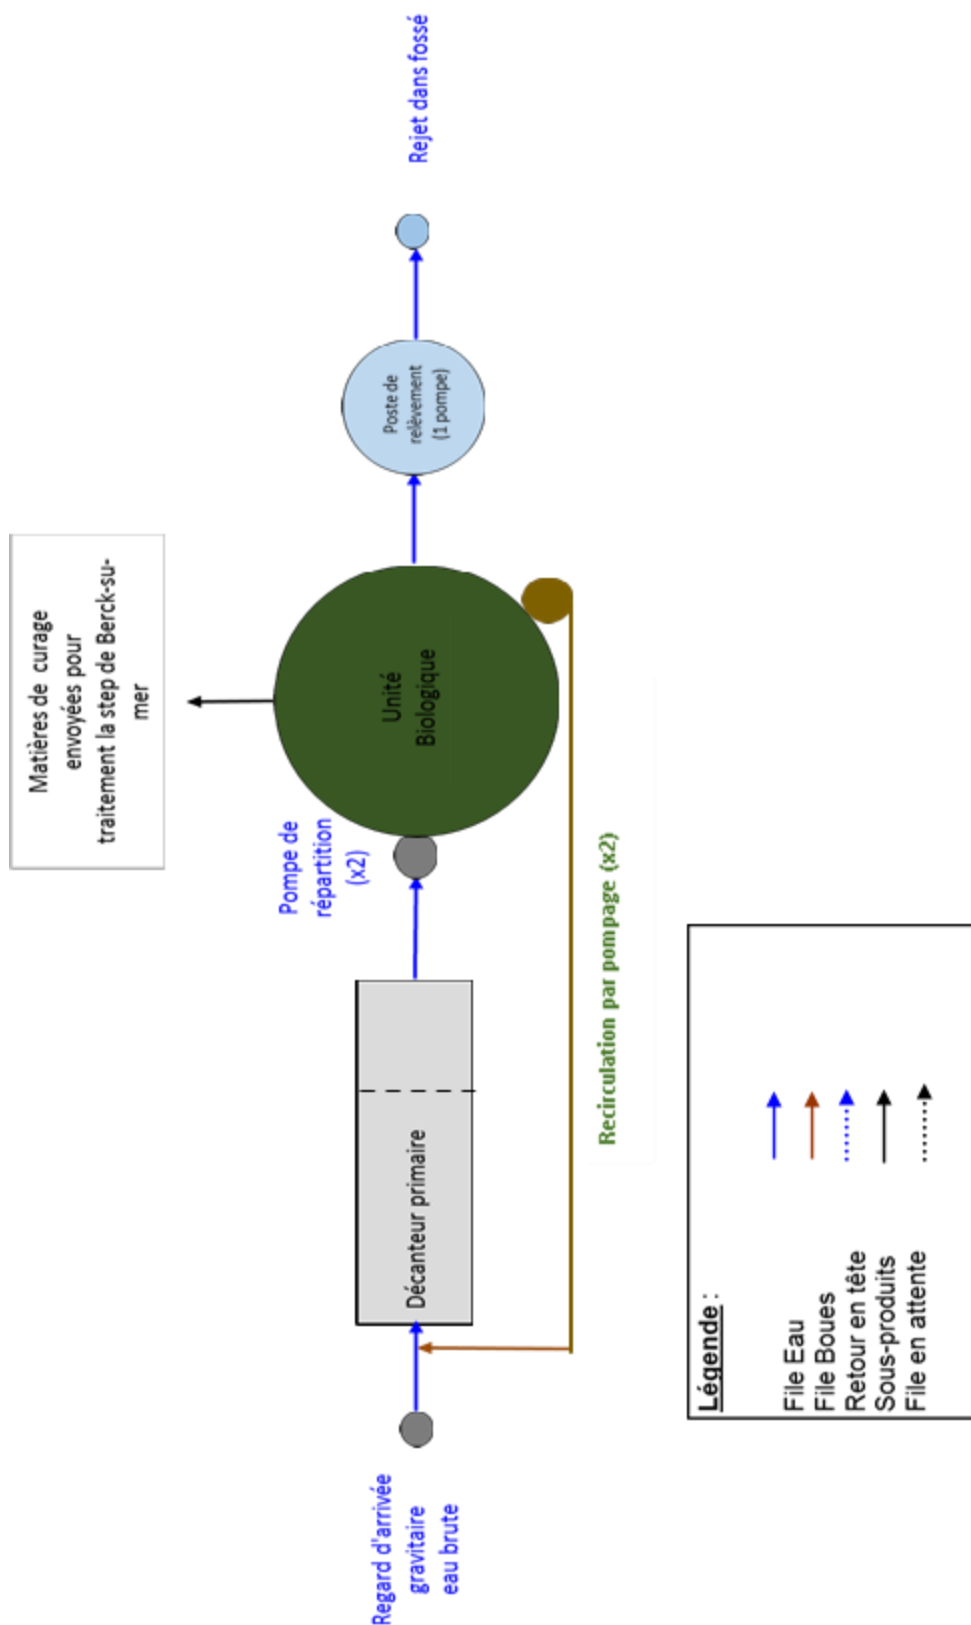 Matières de curage
envoyées pour
traitement la step de Berck-su-
mer
Regard d'arrivée
gravitaire
eau brute
Décanteur primaire
Pompe de
répartition
(x2)
Unité
Biologique
Poste de
relèvement
(1 pompe)
Rejet dans fossé
Recirculation par pompage (x2)
Légende :
File Eau
File Boues
Retour en tête
Sous-produits
File en attente